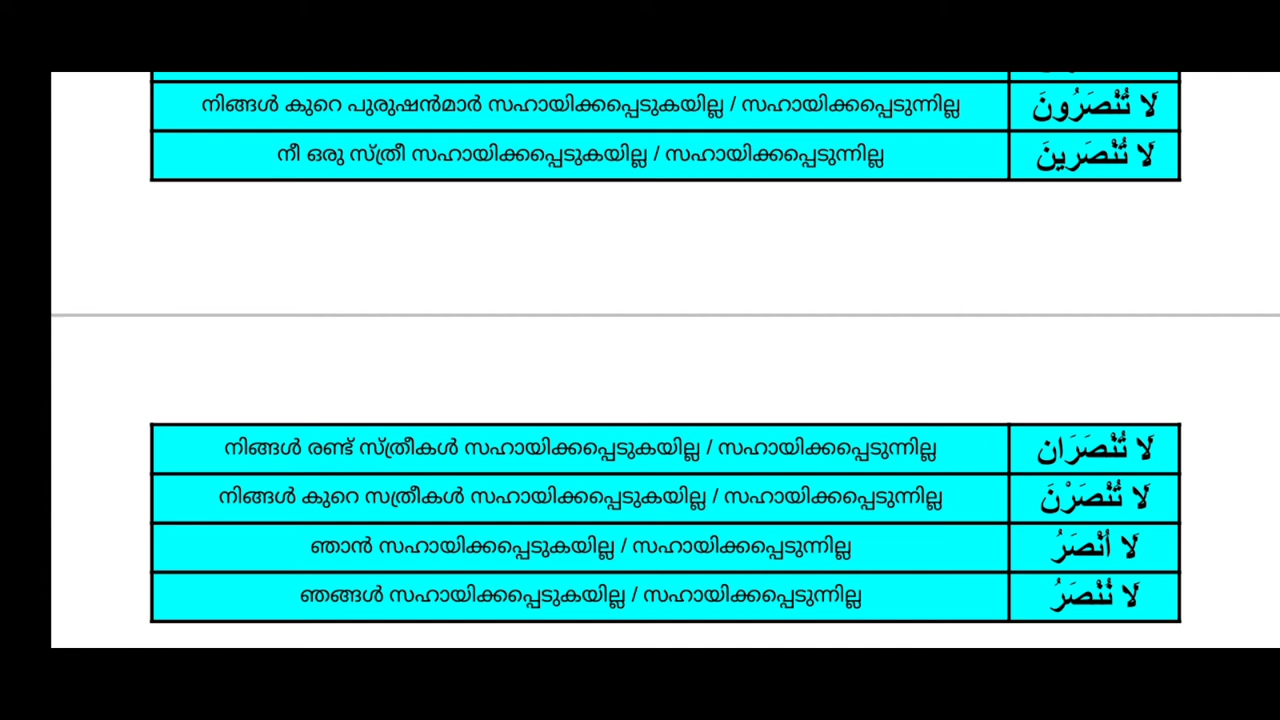 നിങ്ങൾ കുറെ പുരുഷൻമാർ സഹായിക്കപ്പെടുകയില്ല / സഹായിക്കപ്പെടുന്നില്ല لَا تُنْصَرُونَ
നീ ഒരു സ്ത്രീ സഹായിക്കപ്പെടുകയില്ല / സഹായിക്കപ്പെടുന്നില്ല لَا تُنْصَرِينَ
നിങ്ങൾ രണ്ട് സ്ത്രീകൾ സഹായിക്കപ്പെടുകയില്ല / സഹായിക്കപ്പെടുന്നില്ല لَا تُنْصَرَانِ
നിങ്ങൾ കുറെ സത്രീകൾ സഹായിക്കപ്പെടുകയില്ല / സഹായിക്കപ്പെടുന്നില്ല لَا تُنْصَرْنَ
ഞാൻ സഹായിക്കപ്പെടുകയില്ല / സഹായിക്കപ്പെടുന്നില്ല لَا أُنْصَرُ
ഞങ്ങൾ സഹായിക്കപ്പെടുകയില്ല / സഹായിക്കപ്പെടുന്നില്ല لَا نُنْصَرُ